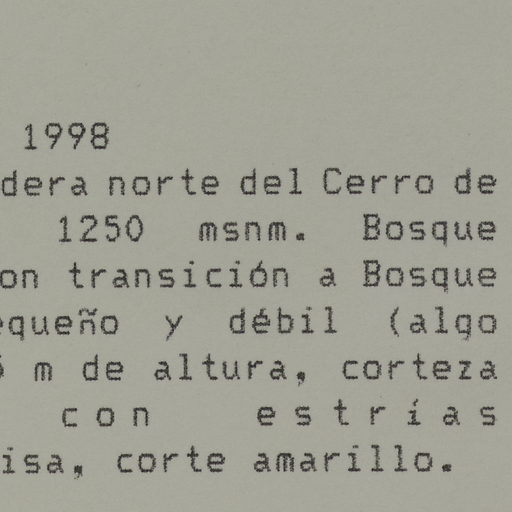 1998
dera norte del Cerro de
1250 msnm. Bosque
on transición a Bosque
equeño y débil (algo
m de altura, corteza
con estrías
isa, corte amarillo.